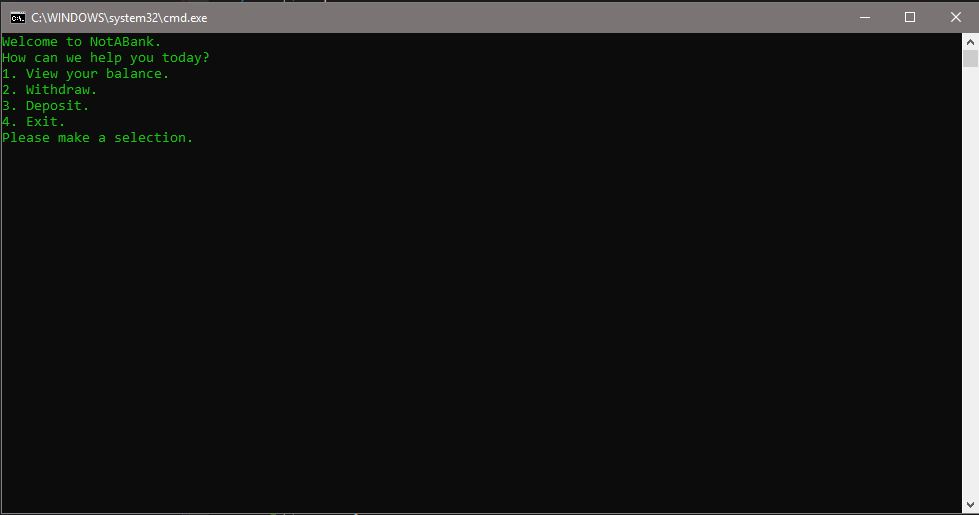 C:\WINDOWS\system32\cmd.exe
Welcome to NotABank.
How can we help you today?
1. View your balance.
2. Withdraw.
3. Deposit.
4. Exit.
Please make a selection.